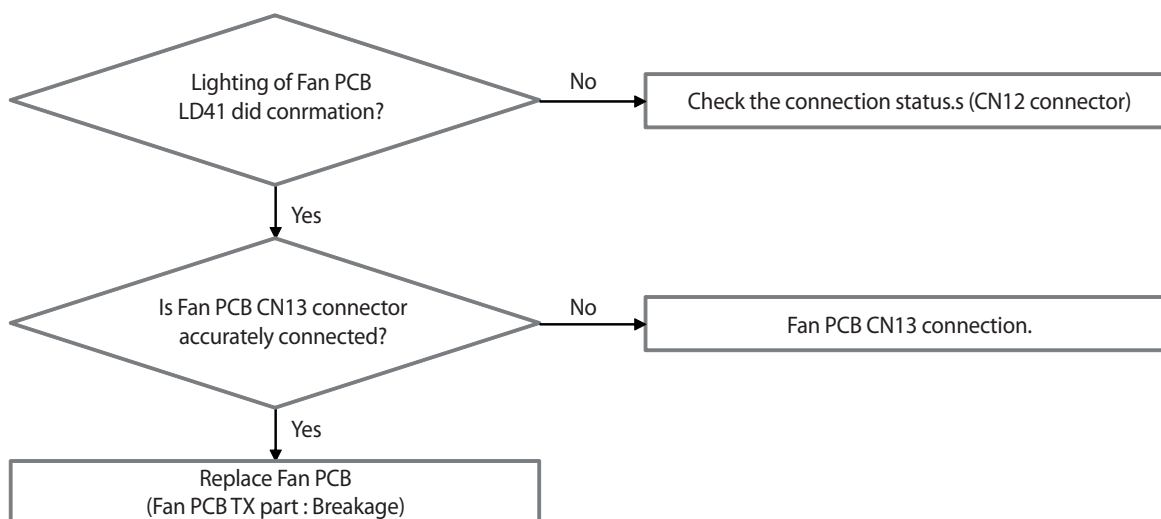 Lighting of Fan PCB
LD41 did conrmation?
No
Check the connection status.s (CN12 connector)
Yes
Is Fan PCB CN13 connector
accurately connected?
No
Fan PCB CN13 connection.
Yes
Replace Fan PCB
(Fan PCB TX part : Breakage)